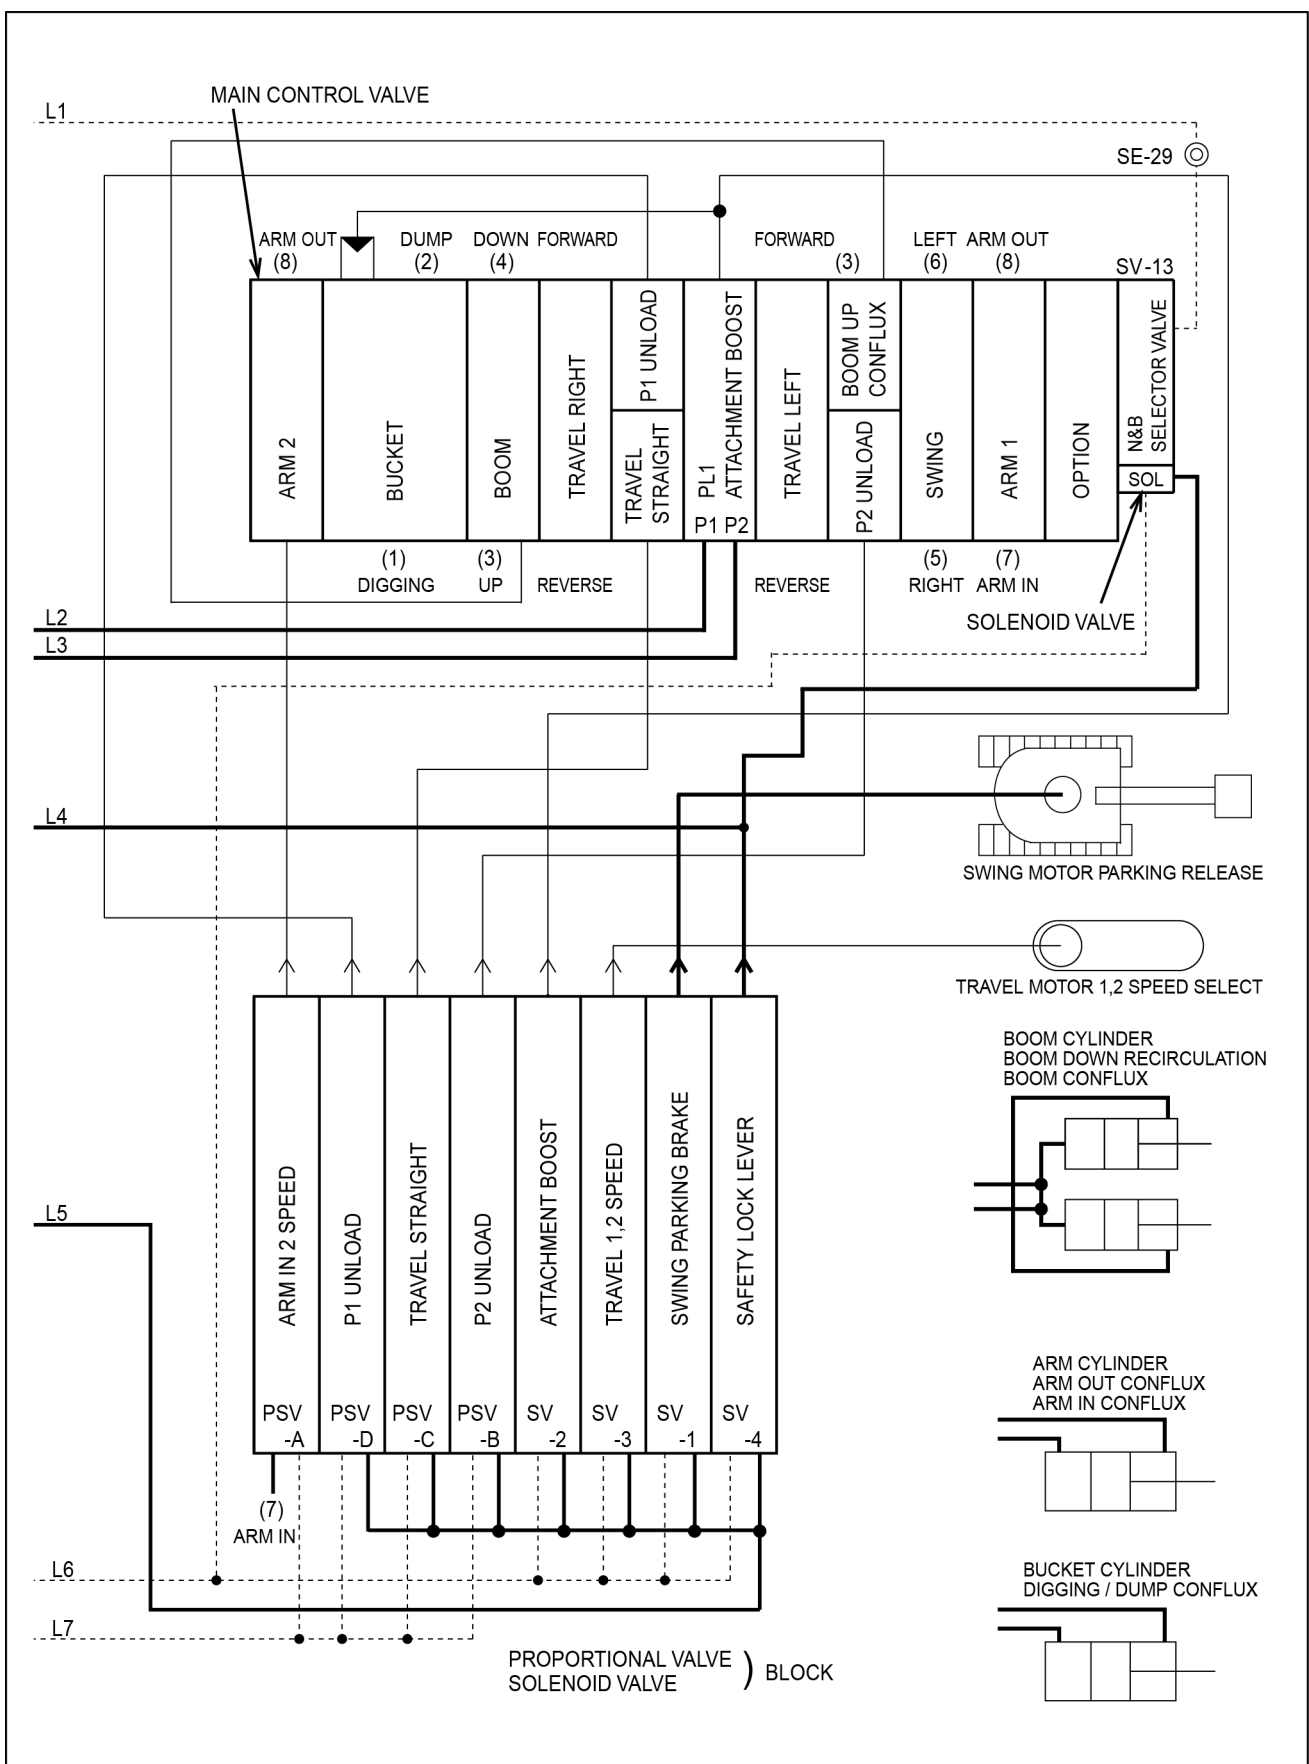 MAIN CONTROL VALVE
L1
SE-29
ARM OUT
(8)
DUMP
(2)
DOWN
(4)
FORWARD
FORWARD
(3)
LEFT
(6)
ARM OUT
(8)
SV-13
ARM 2
BUCKET
BOOM
TRAVEL RIGHT
P1 UNLOAD
TRAVEL
STRAIGHT
PL1
ATTACHMENT BOOST
P1 P2
TRAVEL LEFT
BOOM UP
CONFLUX
P2 UNLOAD
SWING
ARM 1
OPTION
N&B
SELECTOR VALVE
SOL
(1)
DIGGING
(3)
UP
REVERSE
REVERSE
(5)
RIGHT
(7)
ARM IN
L2
SOLENOID VALVE
L3
L4
SWING MOTOR PARKING RELEASE
TRAVEL MOTOR 1,2 SPEED SELECT
BOOM CYLINDER
BOOM DOWN RECIRCULATION
BOOM CONFLUX
L5
ARM IN 2 SPEED
P1 UNLOAD
TRAVEL STRAIGHT
P2 UNLOAD
ATTACHMENT BOOST
TRAVEL 1,2 SPEED
SWING PARKING BRAKE
SAFETY LOCK LEVER
PSV
-A
PSV
-D
PSV
-C
PSV
-B
SV
-2
SV
-3
SV
-1
SV
-4
ARM CYLINDER
ARM OUT CONFLUX
ARM IN CONFLUX
(7)
ARM IN
L6
BUCKET CYLINDER
DIGGING / DUMP CONFLUX
L7
PROPORTIONAL VALVE
SOLENOID VALVE
) BLOCK